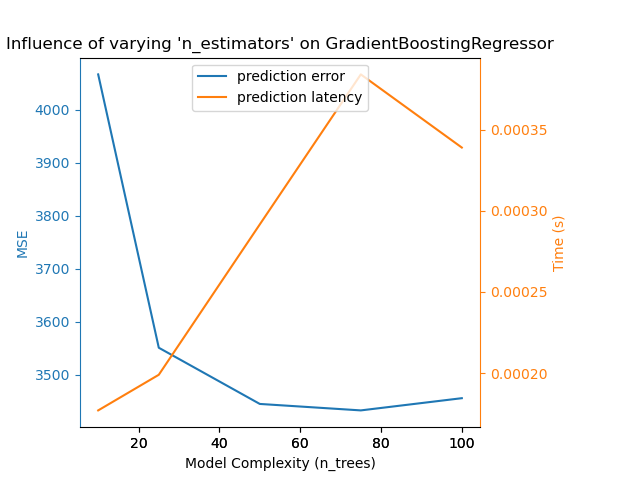 Influence of varying 'n_estimators' on GradientBoostingRegressor
prediction error
prediction latency
4000
3900
3800
3700
3600
3500
MSE
0.00035
0.00030
0.00025
0.00020
Time (s)
20 40 60 80 100
Model Complexity (n_trees)